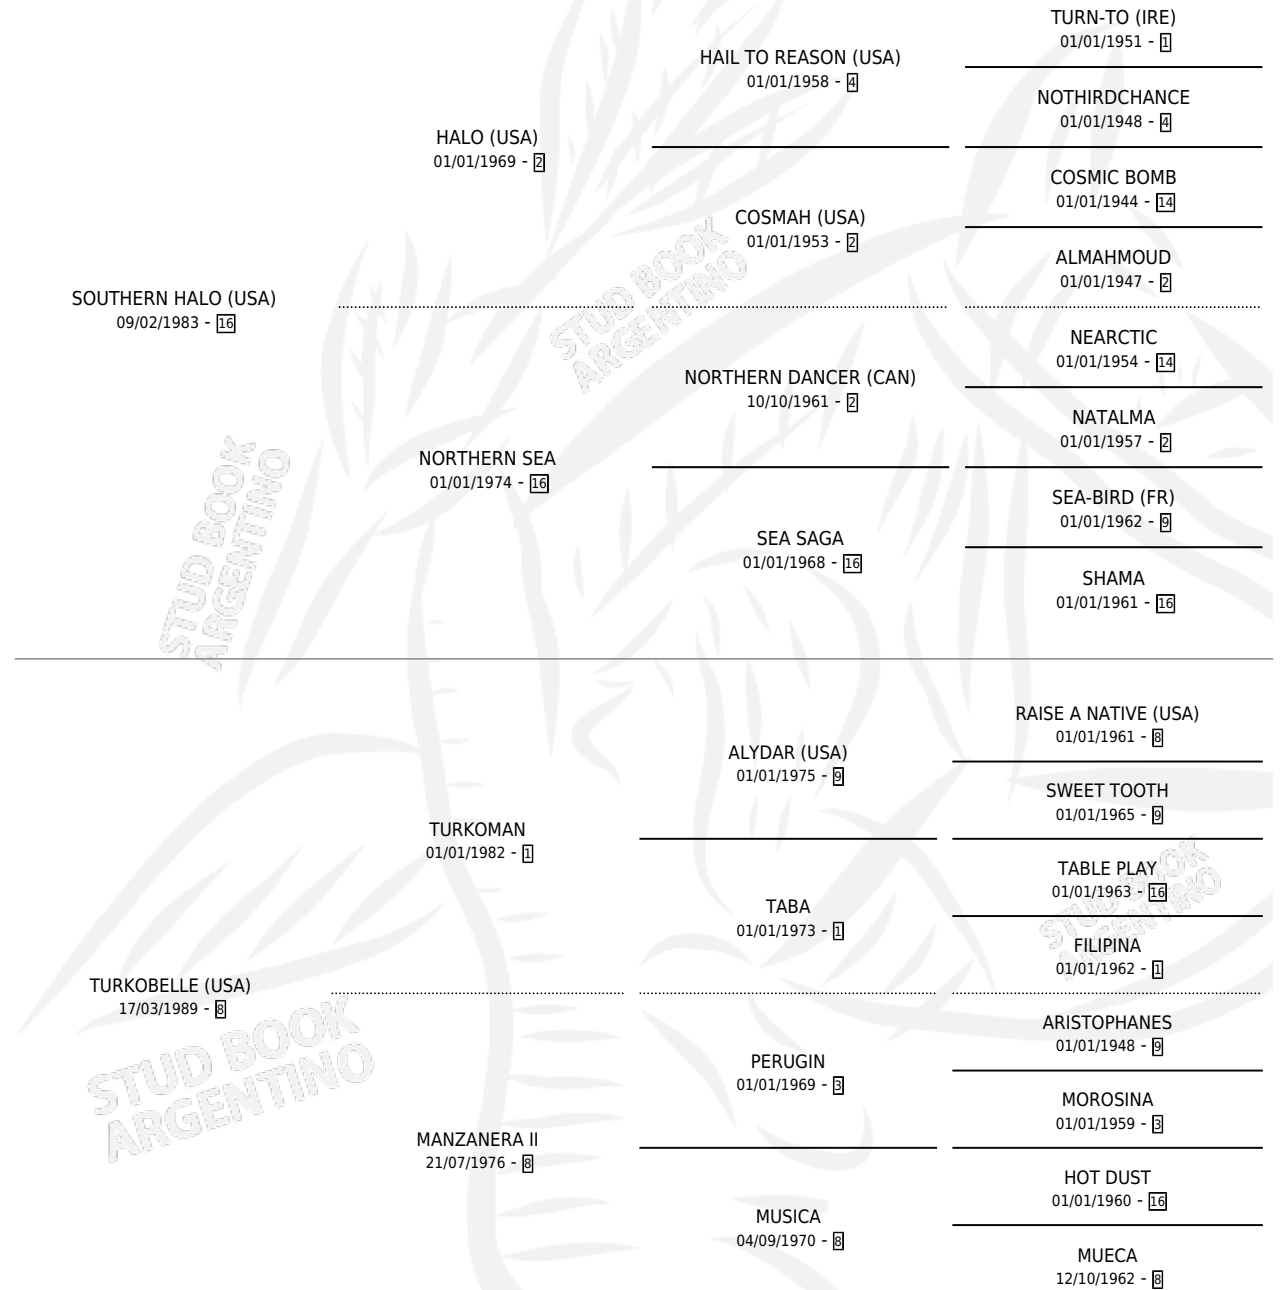 TURN-TO (IRE)
01/01/1951 - 1
HAIL TO REASON (USA)
01/01/1958 - 4
NOTHIRDCHANCE
01/01/1948 - 4
HALO (USA)
01/01/1969 - 2
COSMIC BOMB
01/01/1944 - 14
COSMAH (USA)
01/01/1953 - 2
ALMAHMOUD
01/01/1947 - 2
SOUTHERN HALO (USA)
09/02/1983 - 16
STUD BOOK
ARGENTINO
NEARCTIC
01/01/1954 - 14
NORTHERN DANCER (CAN)
10/10/1961 - 2
NATALMA
01/01/1957 - 2
NORTHERN SEA
01/01/1974 - 16
SEA-BIRD (FR)
01/01/1962 - 9
SEA SAGA
01/01/1968 - 16
SHAMA
01/01/1961 - 16
STUD BOOK
ARGENTINO
RAISE A NATIVE (USA)
01/01/1961 - 8
ALYDAR (USA)
01/01/1975 - 9
SWEET TOOTH
01/01/1965 - 9
TURKOMAN
01/01/1982 - 1
TABLE PLAY
01/01/1963 - 16
TABA
01/01/1973 - 1
STUD BOOK
ARGENTINO
FILIPINA
01/01/1962 - 1
TURKOBELLE (USA)
17/03/1989 - 8
ARISTOPHANES
01/01/1948 - 9
PERUGIN
01/01/1969 - 3
STUD BOOK
ARGENTINO
MOROSINA
01/01/1959 - 3
MANZANERA II
21/07/1976 - 8
HOT DUST
01/01/1960 - 16
MUSICA
04/09/1970 - 8
MUECA
12/10/1962 - 8